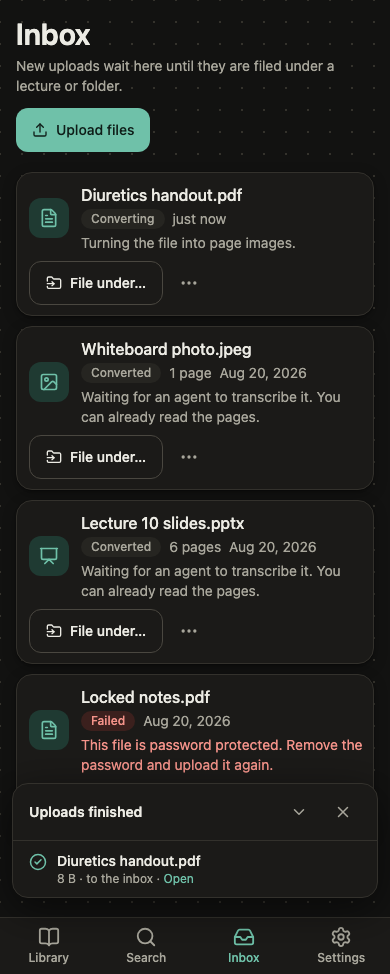 Inbox
New uploads wait here until they are filed under a
lecture or folder.
Upload files
Diuretics handout.pdf
Converting just now
Turning the file into page images.
File under...
Whiteboard photo.jpeg
Converted 1 page Aug 20, 2026
Waiting for an agent to transcribe it. You
can already read the pages.
File under...
Lecture 10 slides.pptx
Converted 6 pages Aug 20, 2026
Waiting for an agent to transcribe it. You
can already read the pages.
File under...
Locked notes.pdf
Failed Aug 20, 2026
This file is password protected. Remove the
password and upload it again.
Uploads finished
Diuretics handout.pdf
8 B · to the inbox · Open
Library Search Inbox Settings